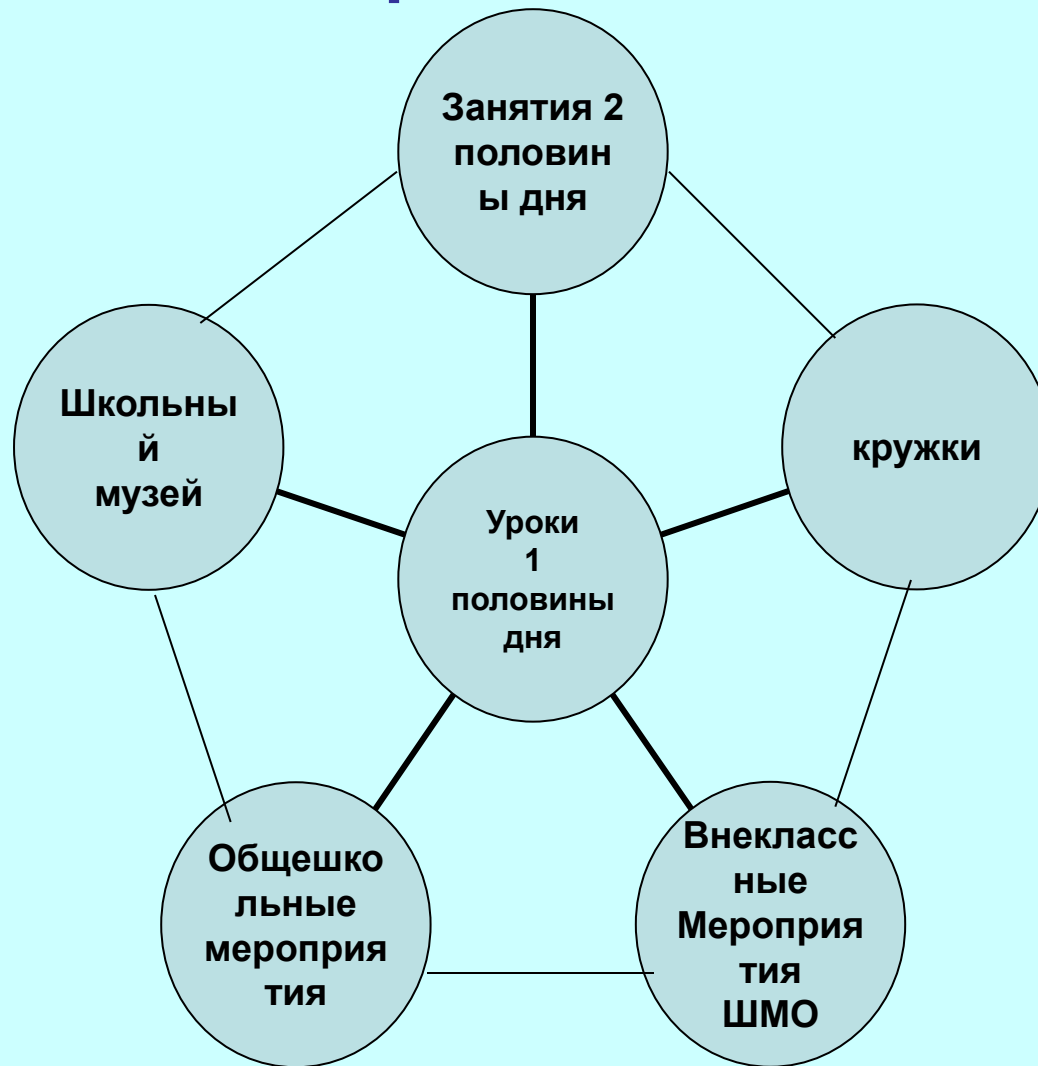 Занятия 2
половин
ы дня
Школьны
й
музей
кружки
Уроки
1
половины
дня
Общешко
льные
мероприя
тия
Внекласс
ные
Мероприя
тия
ШМО